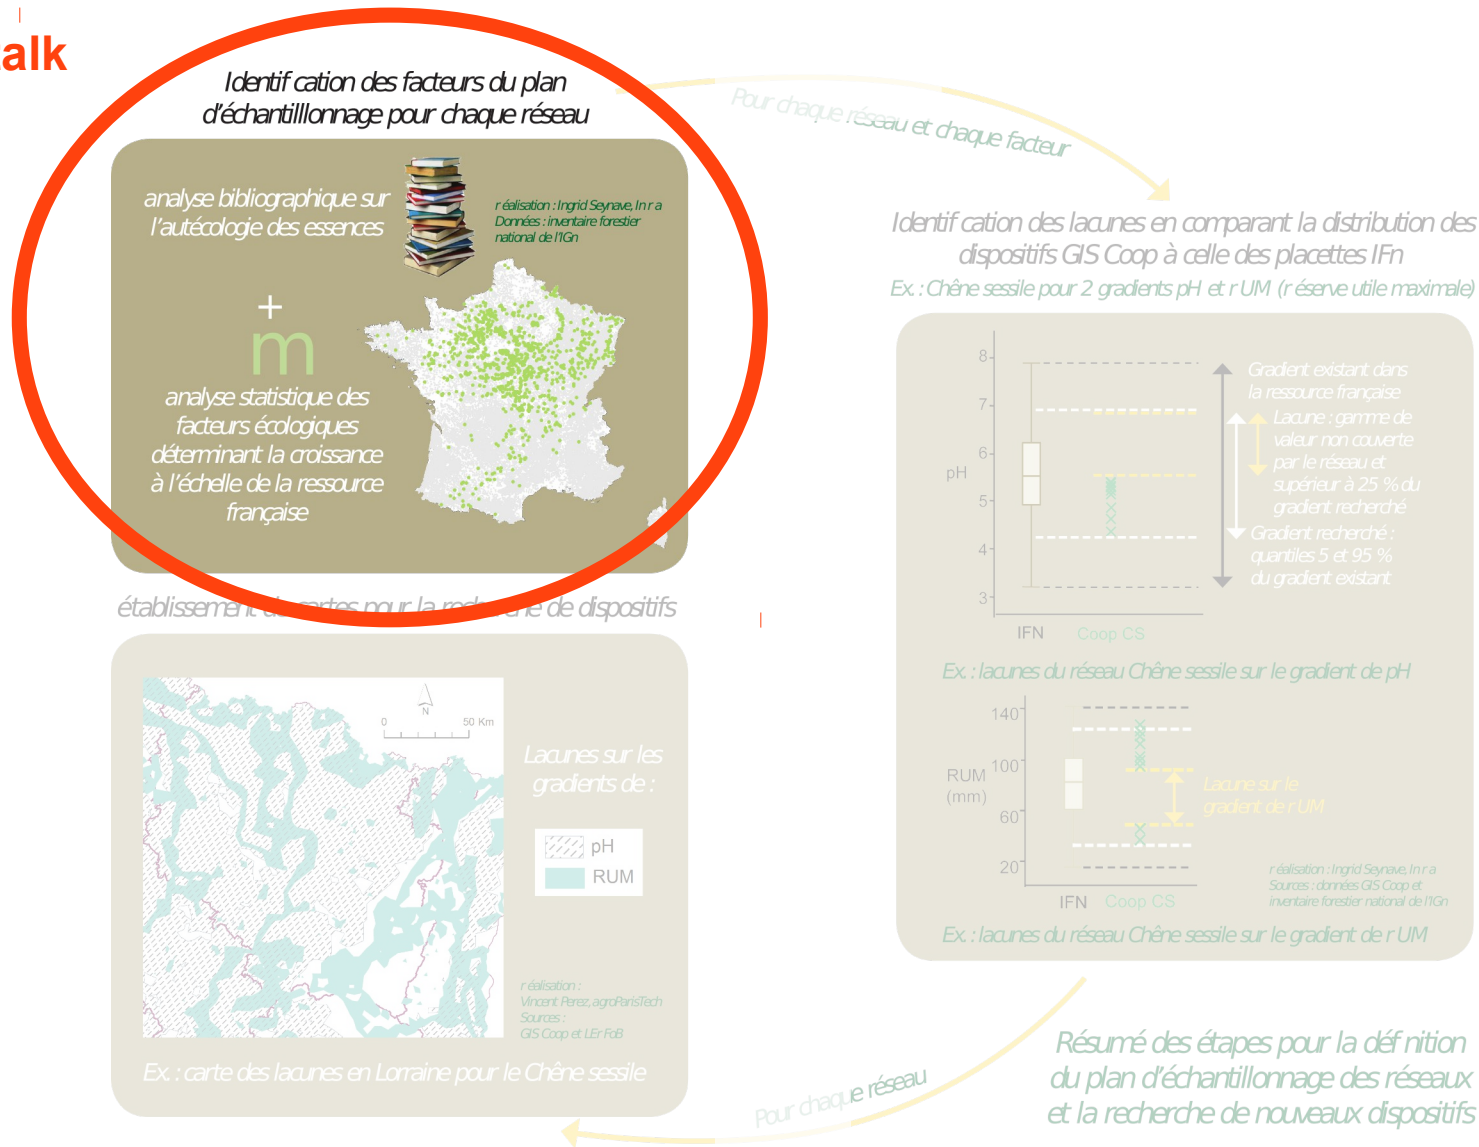 alk
Identif cation des facteurs du plan
d'échantilllonnage pour chaque réseau
analyse bibliographique sur
l'autécologie des essences
r éalisation : Ingrid Seynave, In r a
Données : inventaire forestier
national de l'IGn
+
m
analyse statistique des
facteurs écologiques
déterminant la croissance
à l'échelle de la ressource
française
Pour chaque réseau et chaque facteur
Identif cation des lacunes en comparant la distribution des
dispositifs GIS Coop à celle des placettes IFn
Ex. : Chêne sessile pour 2 gradients pH et r UM (r éserve utile maximale)
8
7
6
5
4
3
pH
IFN
Coop CS
Gradient existant dans
la ressource française
Lacune : gamme de
valeur non couverte
par le réseau et
supérieur à 25 % du
gradient recherché
Gradient recherché :
quantiles 5 et 95 %
du gradient existant
Ex. : lacunes du réseau Chêne sessile sur le gradient de pH
140
100
60
20
RUM
(mm)
IFN
Coop CS
Lacune sur le
gradient de r UM
r éalisation : Ingrid Seynave, In r a
Sources : données GIS Coop et
inventaire forestier national de l'IGn
Ex. : lacunes du réseau Chêne sessile sur le gradient de r UM
Pour chaque réseau
établissement de cartes pour la recherche de dispositifs
N
0
50 Km
Lacunes sur les
gradients de :
pH
RUM
r éalisation :
Vincent Perez, agroParisTech
Sources :
GIS Coop et LEr FoB
Ex. : carte des lacunes en Lorraine pour le Chêne sessile
Résumé des étapes pour la déf nition
du plan d'échantillonnage des réseaux
et la recherche de nouveaux dispositifs